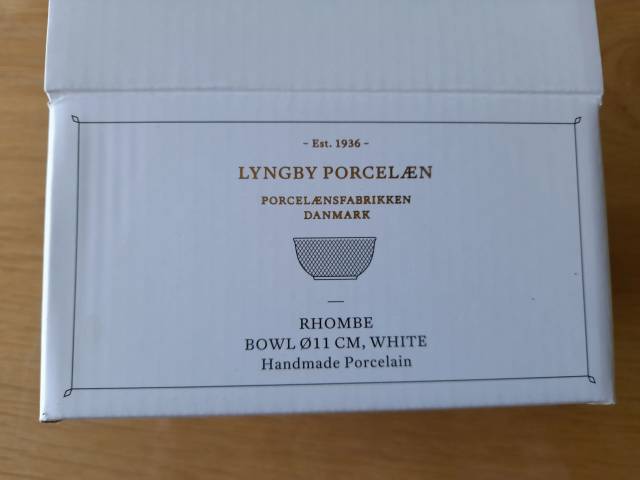 - Est. 1936 -
LYNGBY PORCELÆN
PORCELÆNSFABRIKKEN
DANMARK
RHOMBE
BOWL Ø11 CM, WHITE
Handmade Porcelain